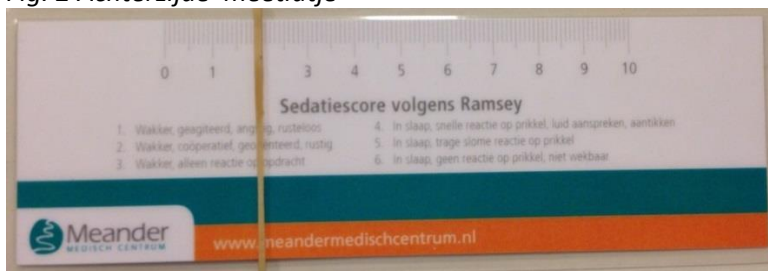 0 1 3 4 5 6 7 8 9 10
Sedatiescore volgens Ramsey
1. Wakker, geagiteerd, angstig, rusteloos
2. Wakker, coöperatief, georiënteerd, rustig
3. Wakker, alleen reactie op opdracht
4. In slaap, snelle reactie op prikkel, luid aanspreken, aantikken
5. In slaap, trage slome reactie op prikkel
6. In slaap, geen reactie op prikkel, niet wekbaar
Meander
MEDISCH CENTRUM
www.meandermedischcentrum.nl